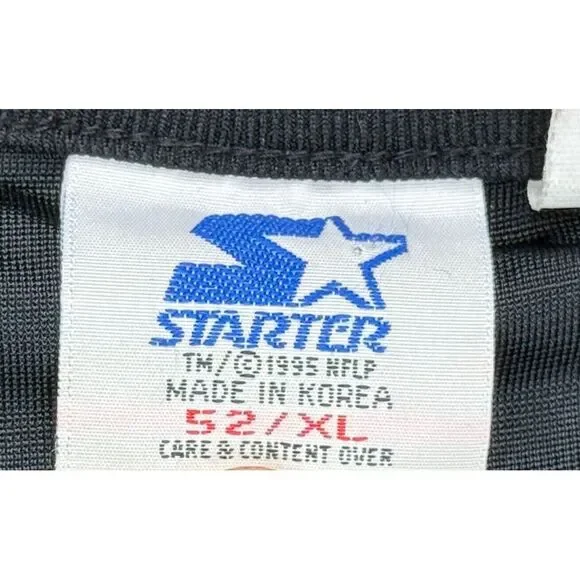 STARTER
TM/©1995 NFLP
MADE IN KOREA
52/XL
CARE & CONTENT OVER